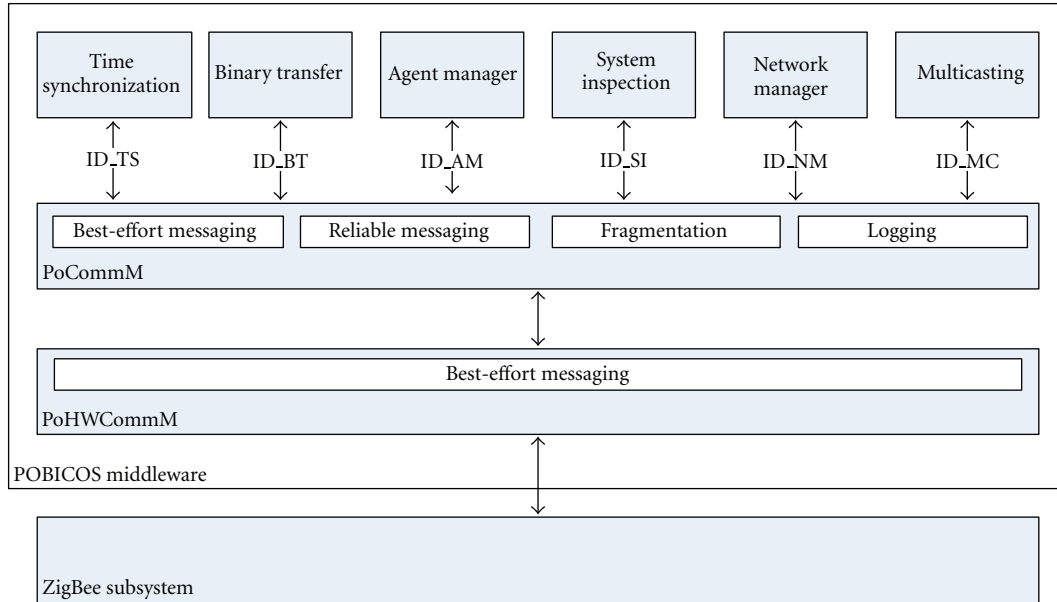 Time
synchronization
Binary transfer
Agent manager
System
inspection
Network
manager
Multicasting
ID_TS
ID_BT
ID_AM
ID_SI
ID_NM
ID_MC
Best-effort messaging
Reliable messaging
Fragmentation
Logging
PoCommM
Best-effort messaging
PoHWCommM
POBICOS middleware
ZigBee subsystem